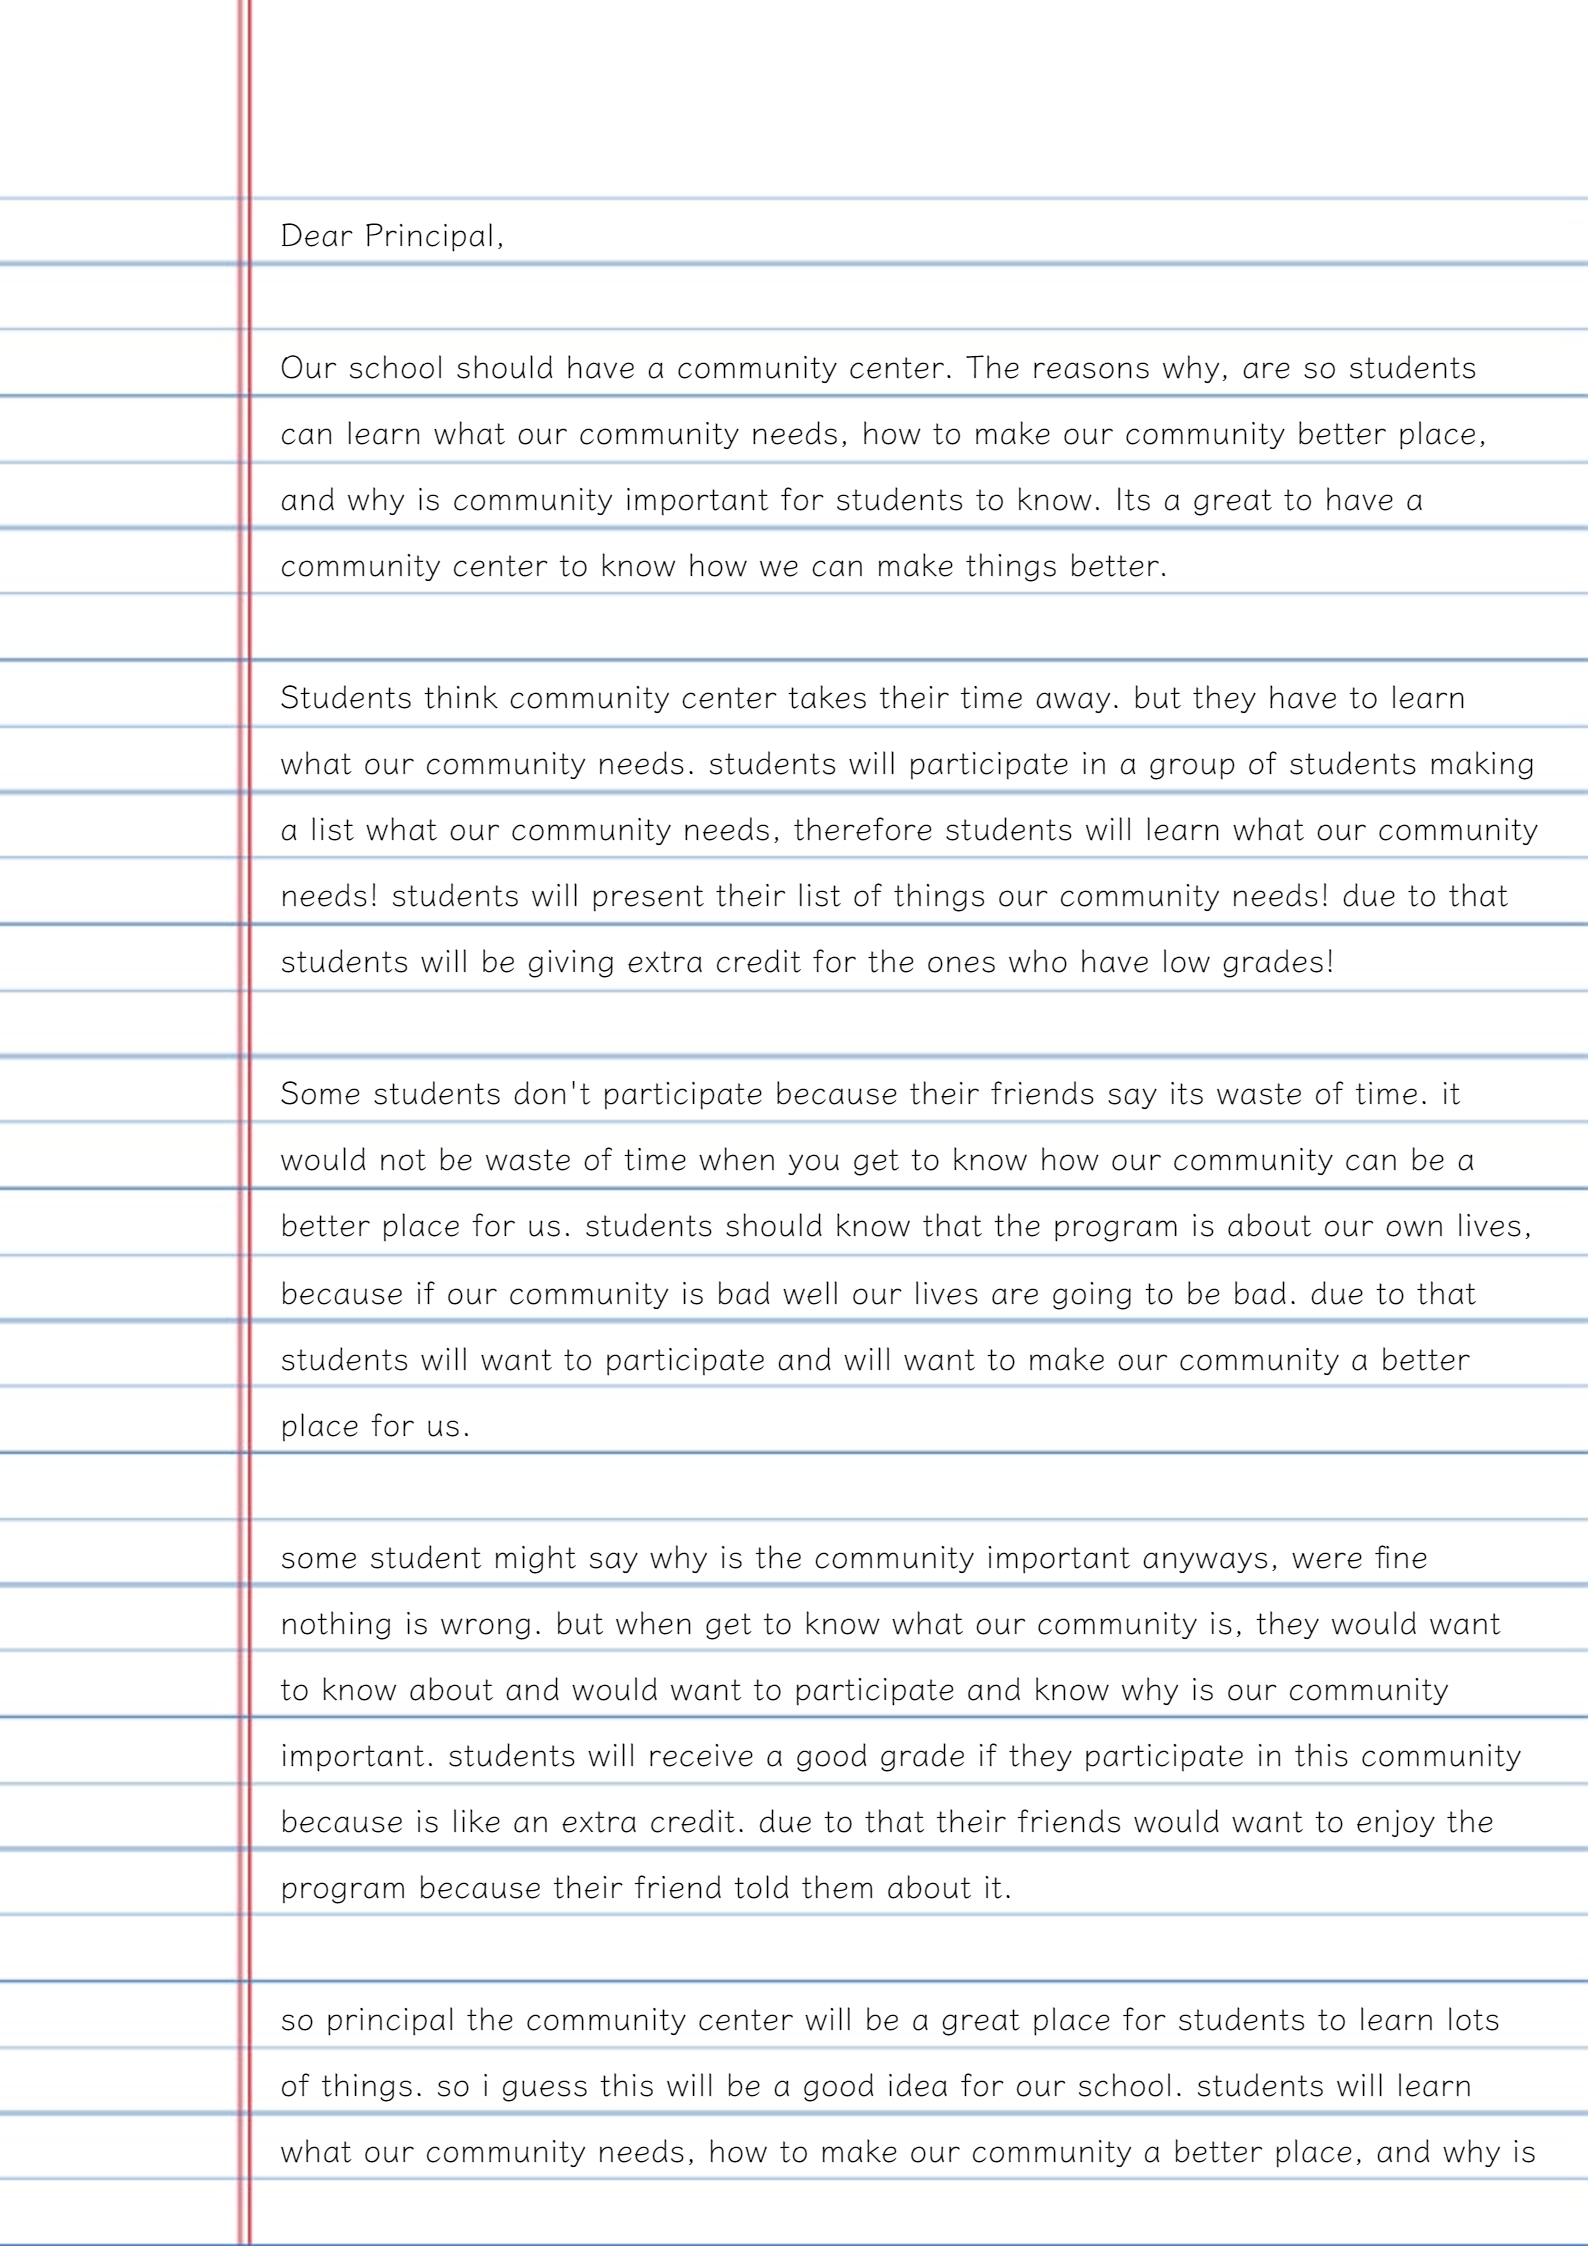 Dear Principal,
Our school should have a community center. The reasons why, are so students
can learn what our community needs, how to make our community better place,
and why is community important for students to know. Its a great to have a
community center to know how we can make things better.
Students think community center takes their time away. but they have to learn
what our community needs. students will participate in a group of students making
a list what our community needs, therefore students will learn what our community
needs! students will present their list of things our community needs! due to that
students will be giving extra credit for the ones who have low grades!
Some students don't participate because their friends say its waste of time. it
would not be waste of time when you get to know how our community can be a
better place for us. students should know that the program is about our own lives,
because if our community is bad well our lives are going to be bad. due to that
students will want to participate and will want to make our community a better
place for us.
some student might say why is the community important anyways, were fine
nothing is wrong. but when get to know what our community is, they would want
to know about and would want to participate and know why is our community
important. students will receive a good grade if they participate in this community
because is like an extra credit. due to that their friends would want to enjoy the
program because their friend told them about it.
so principal the community center will be a great place for students to learn lots
of things. so i guess this will be a good idea for our school. students will learn
what our community needs, how to make our community a better place, and why is